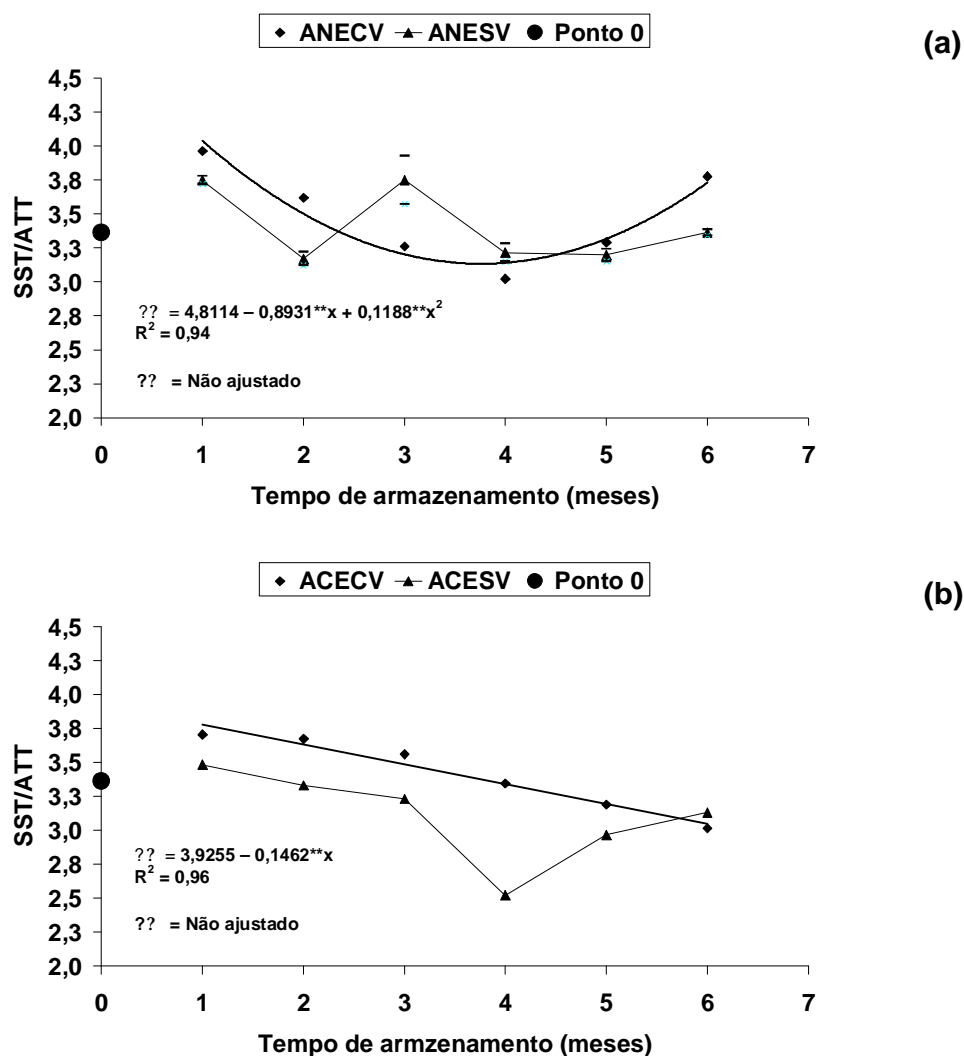 ANECV ANESV Ponto 0
(a)
4,5
4,3
4,0
3,8
3,5
3,3
3,0
2,8
2,5
2,3
2,0
SST/ATT
?? = 4,8114 – 0,8931**x + 0,1188**x²
R² = 0,94
?? = Não ajustado
0 1 2 3 4 5 6 7
Tempo de armazenamento (meses)
ACECV ACESV Ponto 0
(b)
4,5
4,3
4,0
3,8
3,5
3,3
3,0
2,8
2,5
2,3
2,0
SST/ATT
?? = 3,9255 – 0,1462**x
R² = 0,96
?? = Não ajustado
0 1 2 3 4 5 6 7
Tempo de armzenamento (meses)